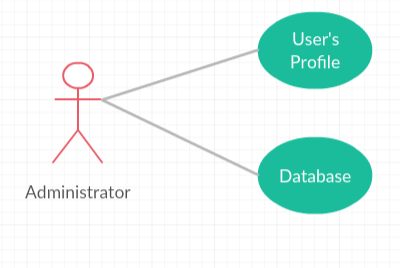 User's
Profile
Database
Administrator